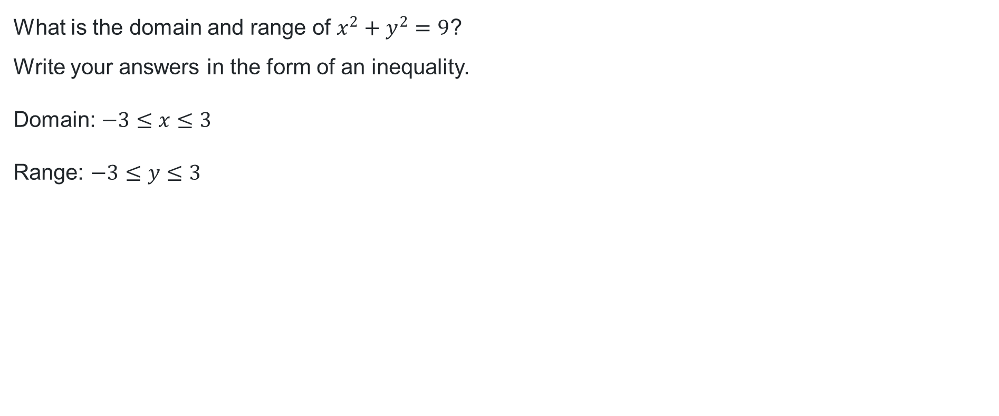 What is the domain and range of x² + y² = 9?
Write your answers in the form of an inequality.
Domain: −3 ≤ x ≤ 3
Range: −3 ≤ y ≤ 3